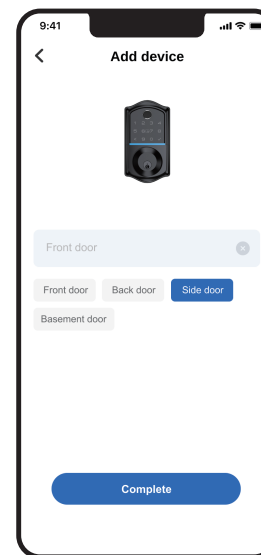 9:41
Add device
Front door
Front door Back door Side door
Basement door
Complete